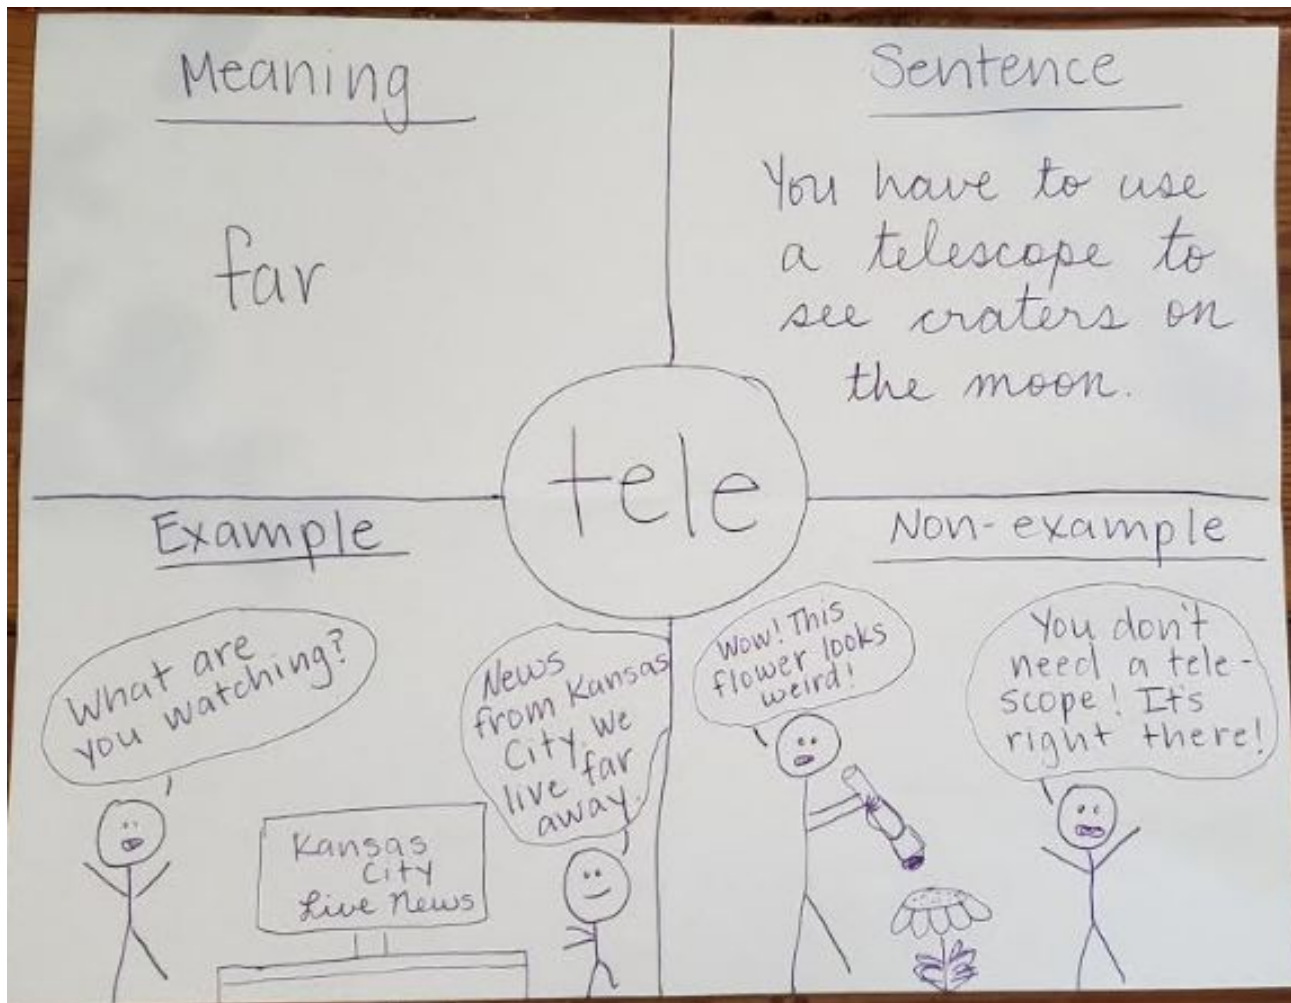 Meaning
far
Sentence
You have to use
a telescope to
see craters on
the moon.
tele
Example
What are
you watching?
News
from Kansas
City. We
live far
away.
Kansas
City
Live News
Non-example
Wow! This
flower looks
weird!
You don't
need a tele-
scope! It's
right there!